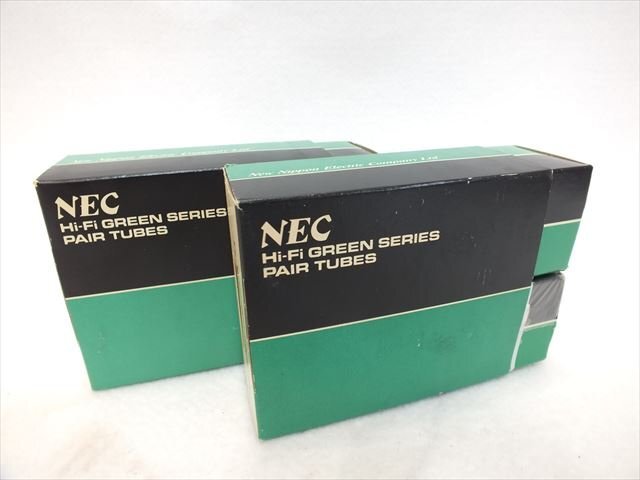 New Nippon Electric Company Ltd
NEC
Hi-Fi GREEN SERIES
PAIR TUBES
New Nippon Electric Company Ltd
NEC
Hi-Fi GREEN SERIES
PAIR TUBES